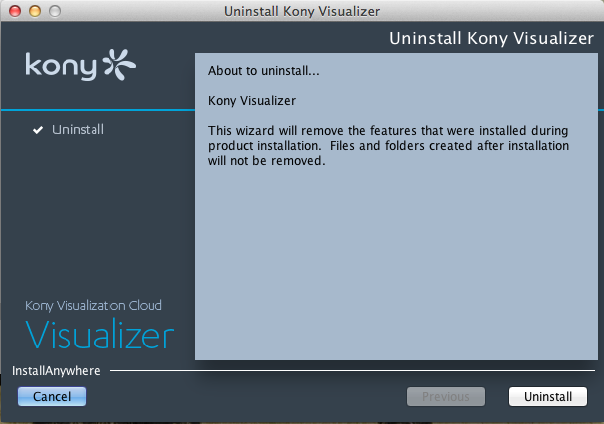 Uninstall Kony Visualizer
Uninstall Kony Visualizer
kony
About to uninstall...
Kony Visualizer
This wizard will remove the features that were installed during
product installation.  Files and folders created after installation
will not be removed.
Uninstall
Kony Visualization Cloud
Visualizer
InstallAnywhere
Cancel
Previous
Uninstall